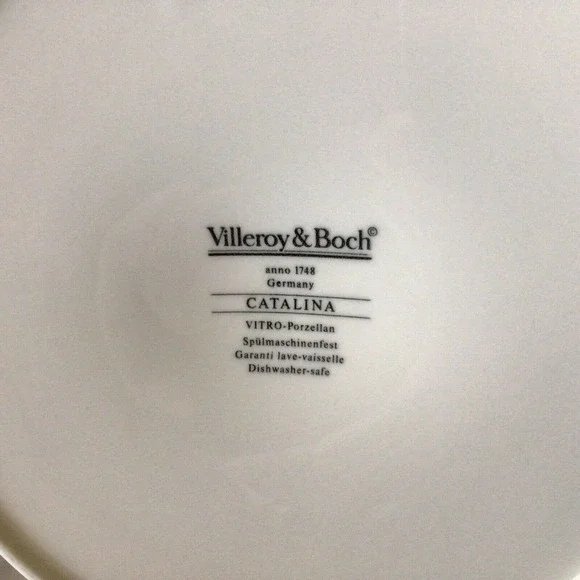 Villeroy & Boch©
anno 1748
Germany
CATALINA
VITRO-Porzellan
Spülmaschinenfest
Garanti lave-vaisselle
Dishwasher-safe